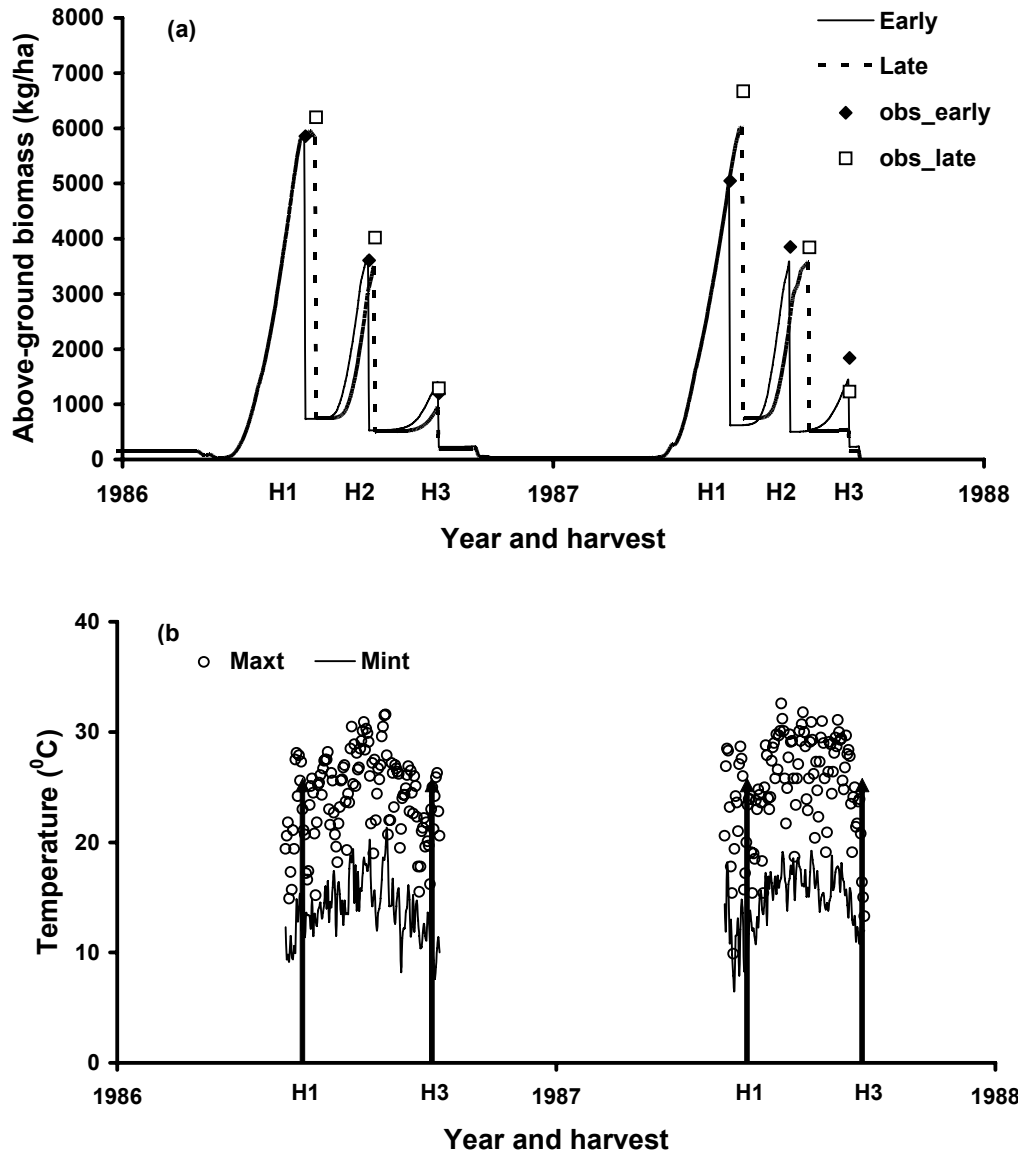 (a)
Above-ground biomass (kg/ha)
8000
7000
6000
5000
4000
3000
2000
1000
0
Early
Late
obs_early
obs_late
1986 H1 H2 H3 1987 H1 H2 H3 1988
Year and harvest
(b
Maxt Mint
Temperature (⁰C)
40
30
20
10
0
1986 H1 H3 1987 H1 H3 1988
Year and harvest